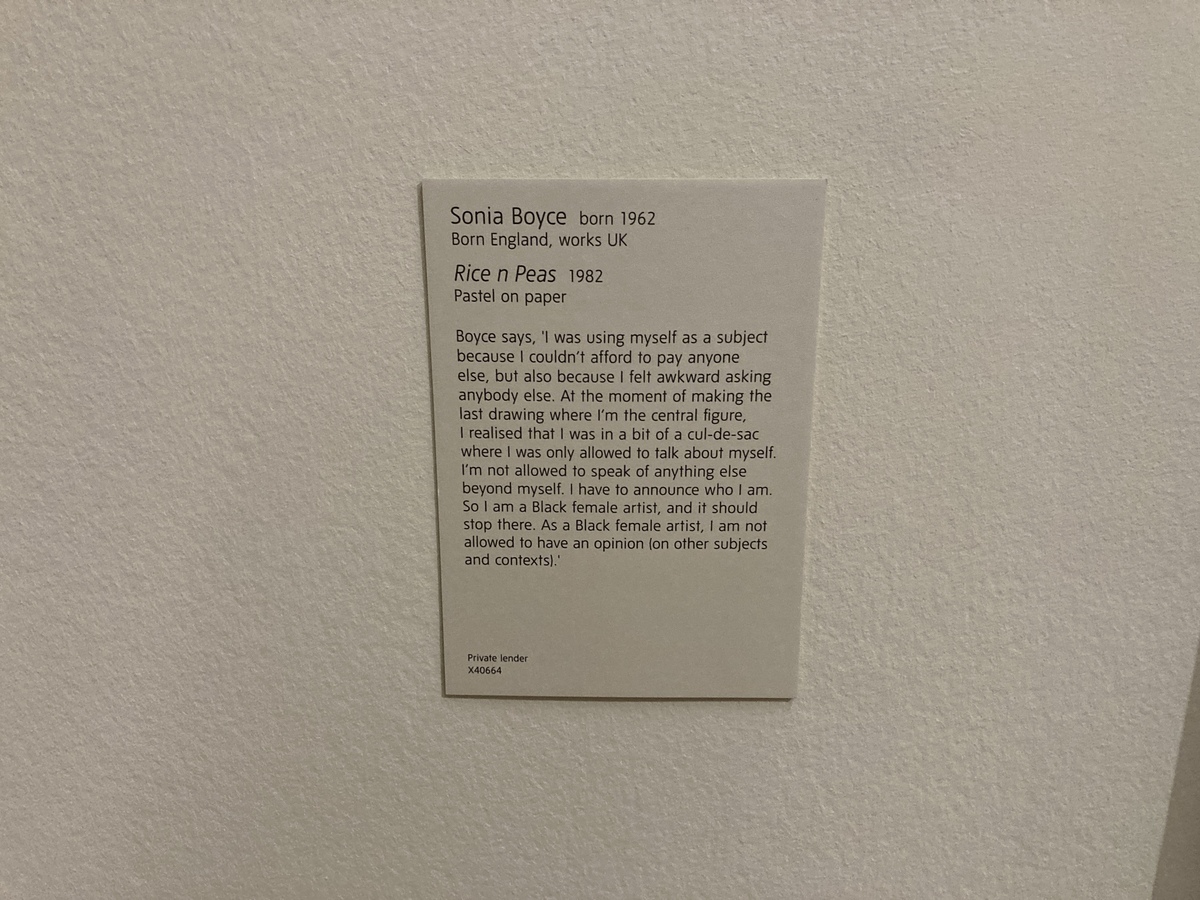 Sonia Boyce born 1962
Born England, works UK
Rice n Peas 1982
Pastel on paper
Boyce says, 'I was using myself as a subject
because I couldn't afford to pay anyone
else, but also because I felt awkward asking
anybody else. At the moment of making the
last drawing where I'm the central figure,
I realised that I was in a bit of a cul-de-sac
where I was only allowed to talk about myself.
I'm not allowed to speak of anything else
beyond myself. I have to announce who I am.
So I am a Black female artist, and it should
stop there. As a Black female artist, I am not
allowed to have an opinion (on other subjects
and contexts).'
Private lender
X40664